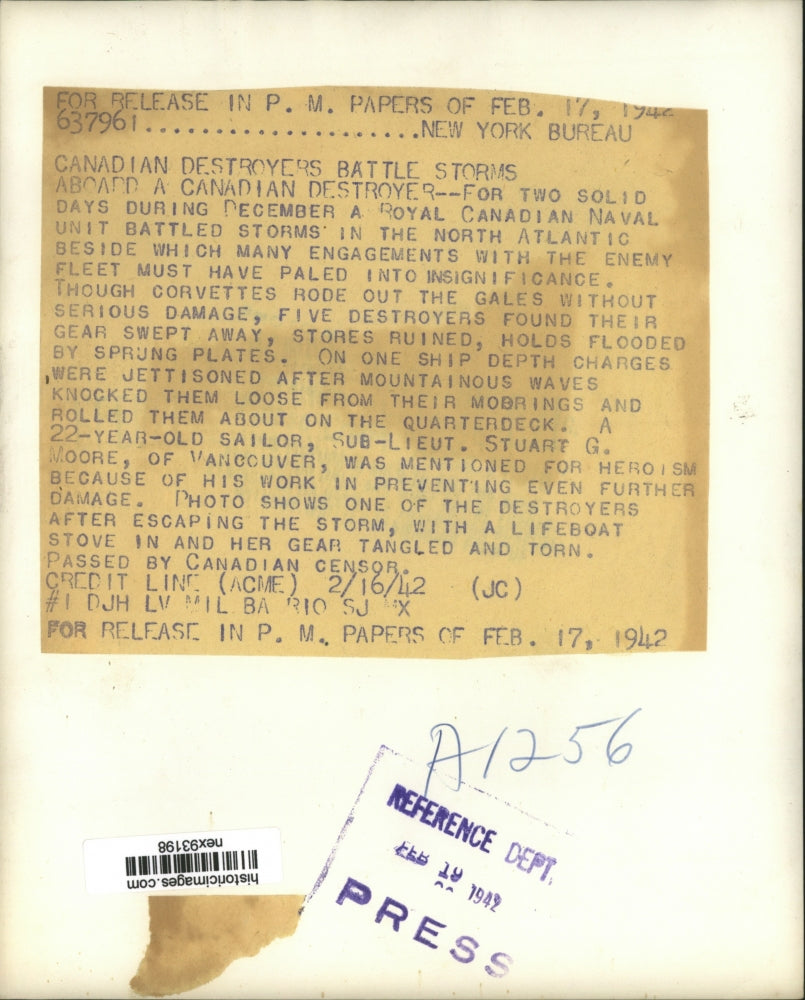 FOR RELEASE IN P. M. PAPERS OF FEB. 17, 1942
637961.....................NEW YORK BUREAU
CANADIAN DESTROYERS BATTLE STORMS
ABOARD A CANADIAN DESTROYER--FOR TWO SOLID
DAYS DURING DECEMBER A ROYAL CANADIAN NAVAL
UNIT BATTLED STORMS IN THE NORTH ATLANTIC
BESIDE WHICH MANY ENGAGEMENTS WITH THE ENEMY
FLEET MUST HAVE PALED INTO INSIGNIFICANCE.
THOUGH CORVETTES RODE OUT THE GALES WITHOUT
SERIOUS DAMAGE, FIVE DESTROYERS FOUND THEIR
GEAR SWEPT AWAY, STORES RUINED, HOLDS FLOODED
BY SPRUNG PLATES. ON ONE SHIP DEPTH CHARGES
WERE JETTISONED AFTER MOUNTAINOUS WAVES
KNOCKED THEM LOOSE FROM THEIR MOORINGS AND
ROLLED THEM ABOUT ON THE QUARTERDECK. A
22-YEAR-OLD SAILOR, SUB-LIEUT. STUART G.
MOORE, OF VANCOUVER, WAS MENTIONED FOR HEROISM
BECAUSE OF HIS WORK IN PREVENTING EVEN FURTHER
DAMAGE. PHOTO SHOWS ONE OF THE DESTROYERS
AFTER ESCAPING THE STORM, WITH A LIFEBOAT
STOVE IN AND HER GEAR TANGLED AND TORN.
PASSED BY CANADIAN CENSOR.
CREDIT LINE (ACME) 2/16/42 (JC)
#1 DJH LV MIL BA RIO SJ
FOR RELEASE IN P. M. PAPERS OF FEB. 17, 1942
A1256
REFERENCE DEPT.
FEB 19 1942
PRESS
historicimages.com
nex93198